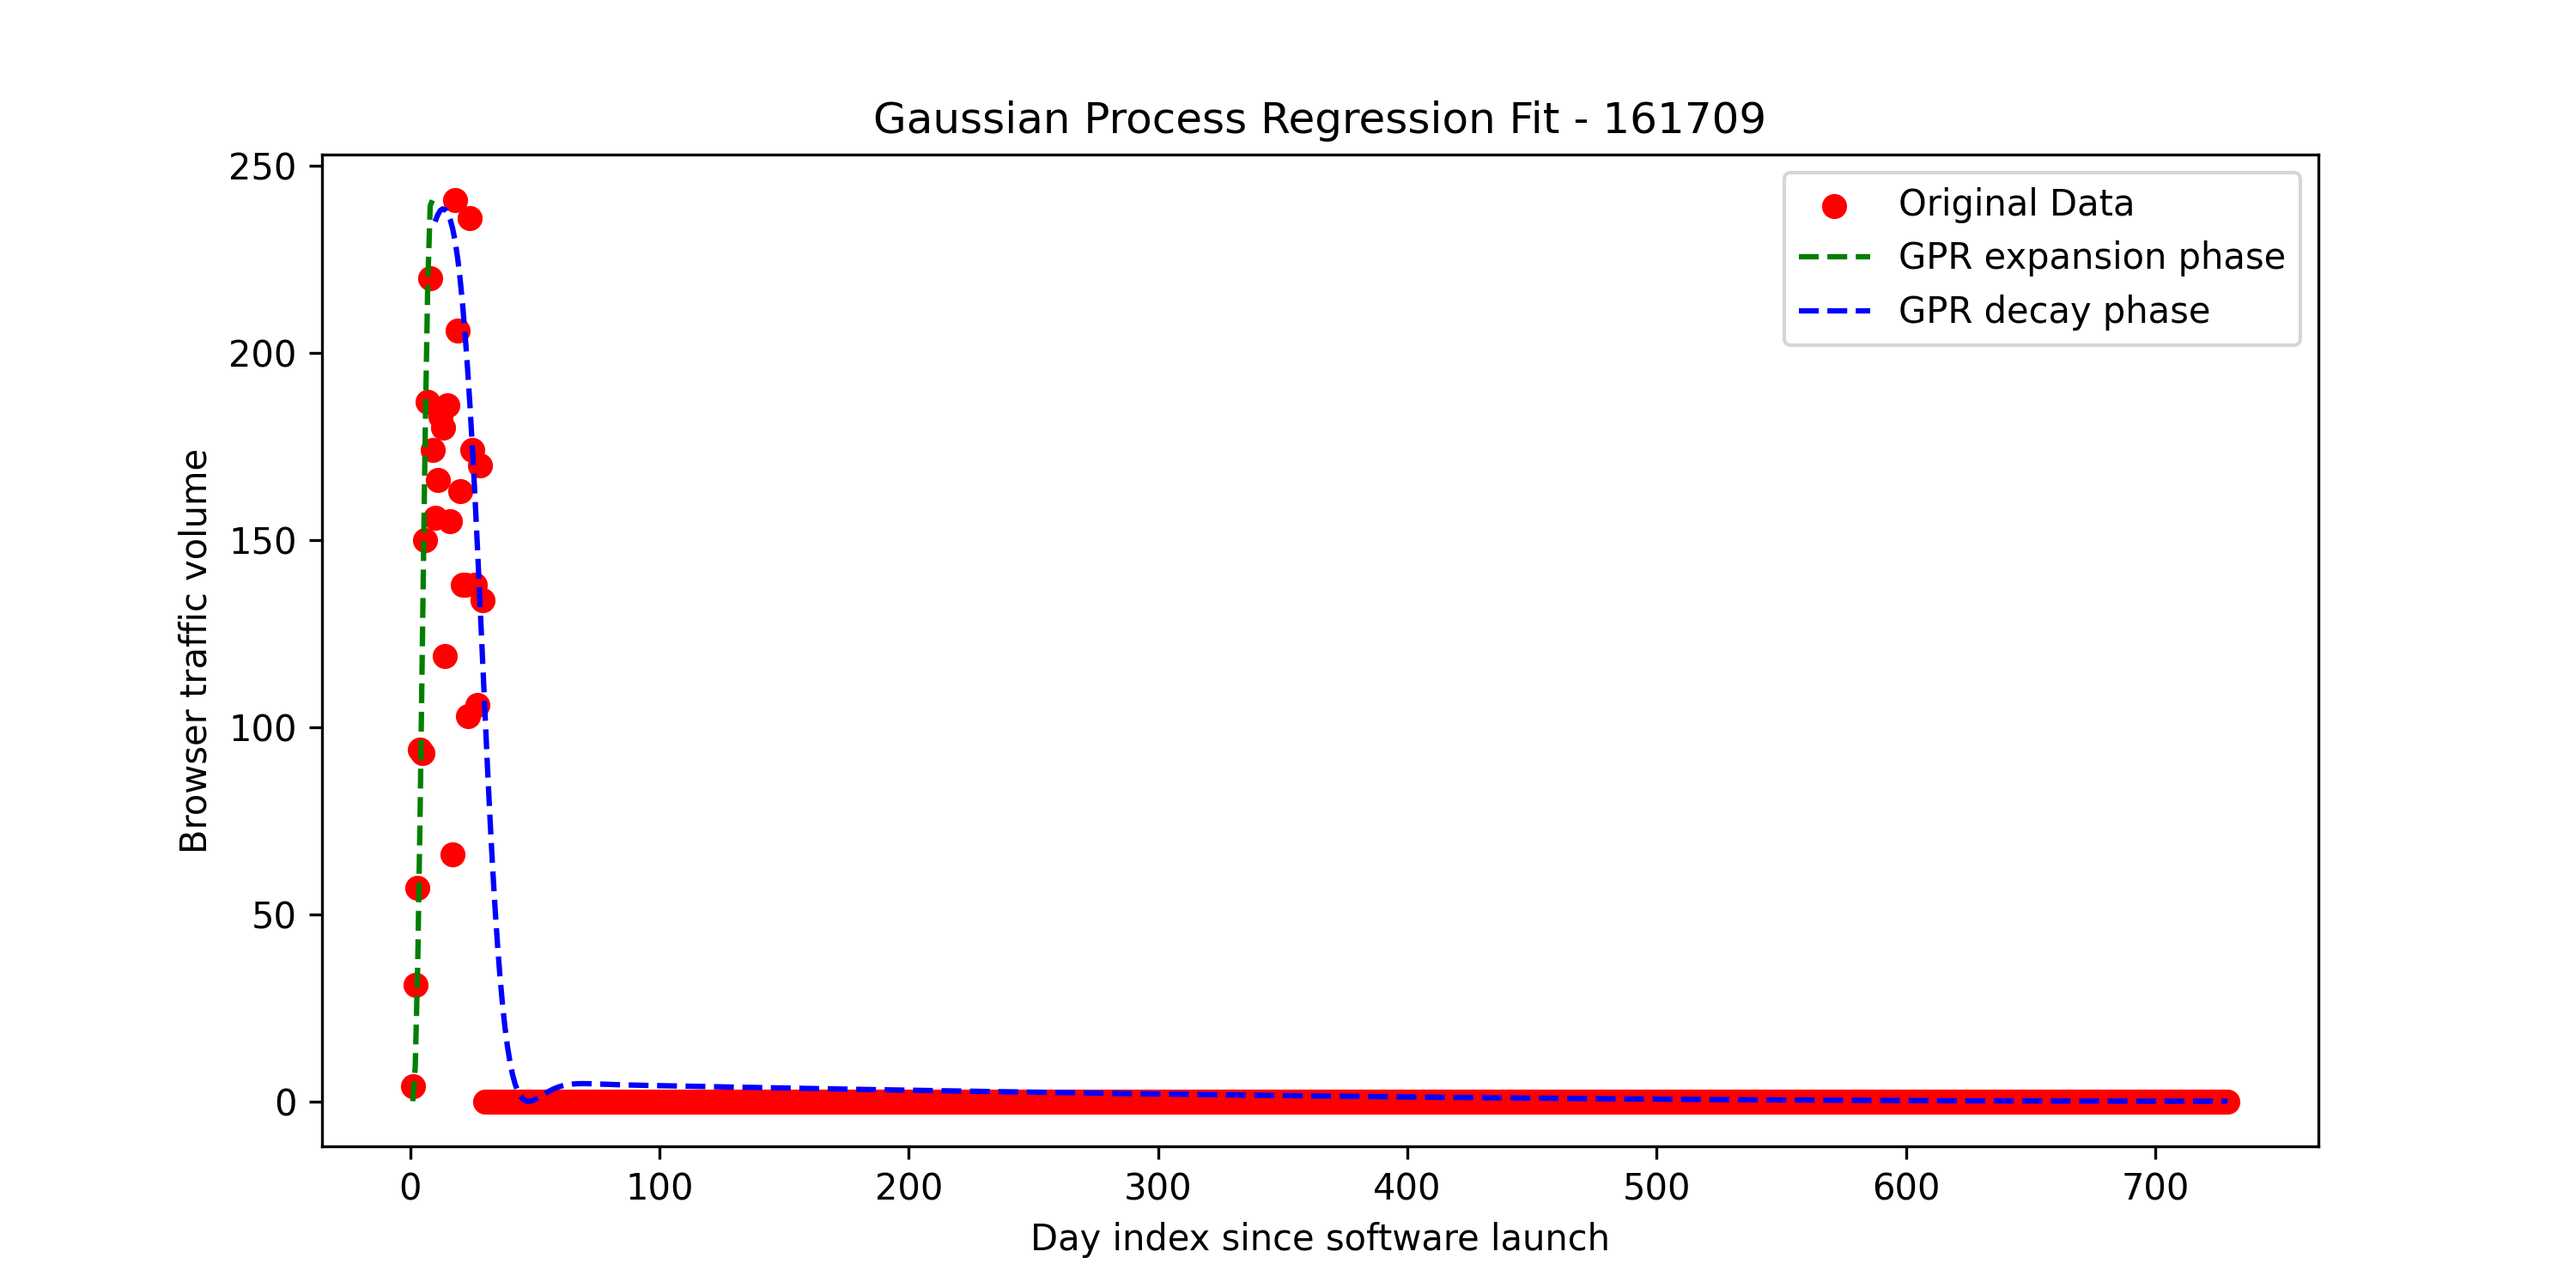 Gaussian Process Regression Fit - 161709
Original Data
GPR expansion phase
GPR decay phase
Browser traffic volume
250
200
150
100
50
0
0 100 200 300 400 500 600 700
Day index since software launch